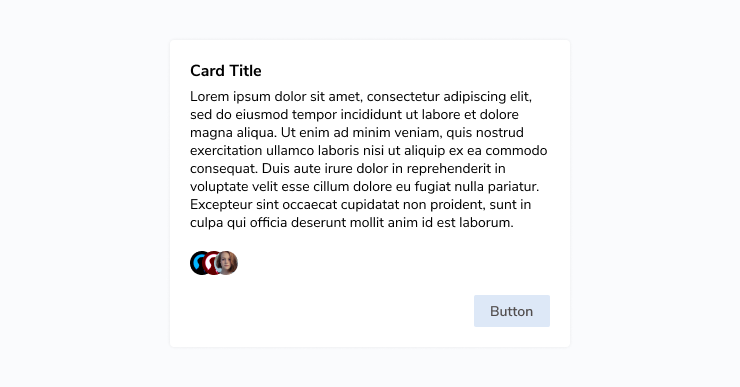 Card Title
Lorem ipsum dolor sit amet, consectetur adipiscing elit,
sed do eiusmod tempor incididunt ut labore et dolore
magna aliqua. Ut enim ad minim veniam, quis nostrud
exercitation ullamco laboris nisi ut aliquip ex ea commodo
consequat. Duis aute irure dolor in reprehenderit in
voluptate velit esse cillum dolore eu fugiat nulla pariatur.
Excepteur sint occaecat cupidatat non proident, sunt in
culpa qui officia deserunt mollit anim id est laborum.
Button